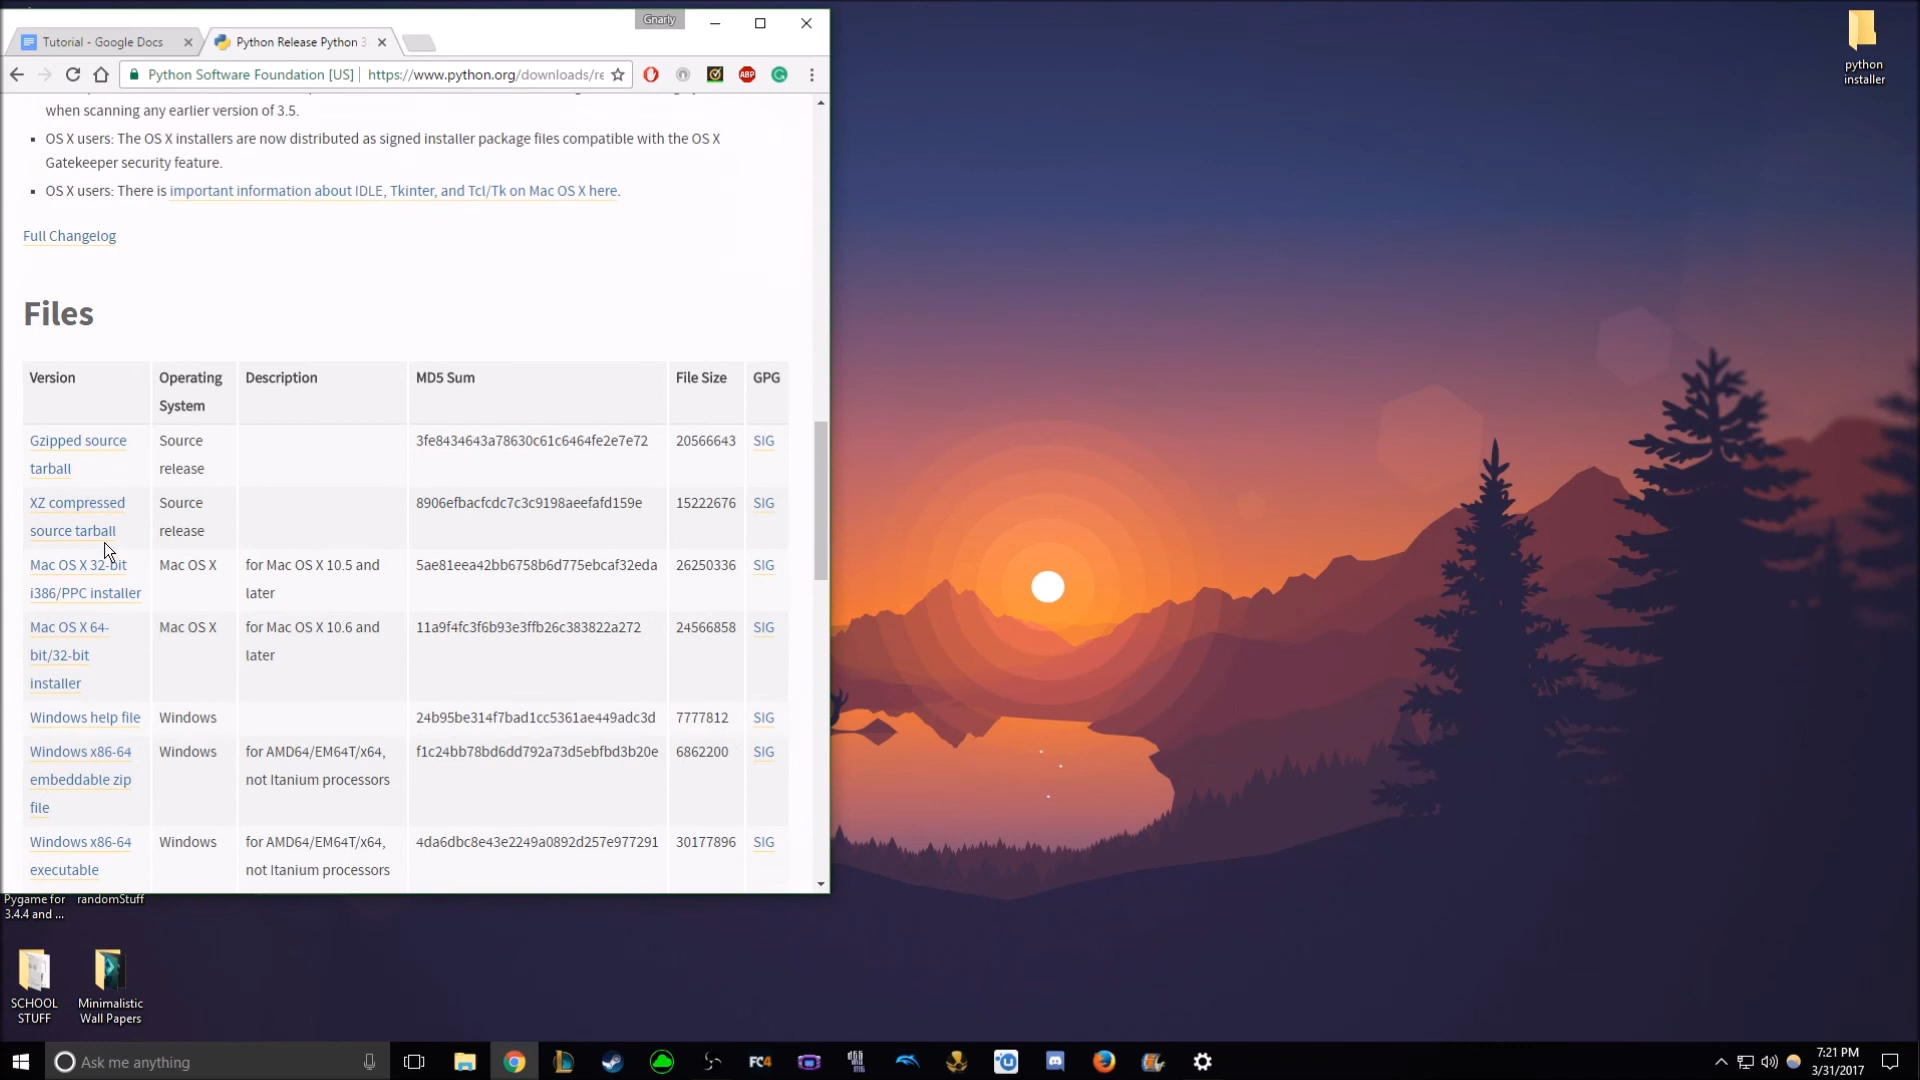 Gnarly
Tutorial - Google Docs
Python Release Python 3
Python Software Foundation [US] https://www.python.org/downloads/re
ABP
when scanning any earlier version of 3.5.
OS X users: The OS X installers are now distributed as signed installer package files compatible with the OS X
Gatekeeper security feature.
OS X users: There is important information about IDLE, Tkinter, and Tcl/Tk on Mac OS X here.
Full Changelog
Files
Version Operating System Description MD5 Sum File Size GPG
Gzipped source tarball Source release 3fe8434643a78630c61c6464fe2e7e72 20566643 SIG
XZ compressed source tarball Source release 8906efbacfcdc7c3c9198aeefafd159e 15222676 SIG
Mac OS X 32-bit i386/PPC installer Mac OS X for Mac OS X 10.5 and later 5ae81eea42bb6758b6d775ebcaf32eda 26250336 SIG
Mac OS X 64-bit/32-bit installer Mac OS X for Mac OS X 10.6 and later 11a9f4fc3f6b93e3ffb26c383822a272 24566858 SIG
Windows help file Windows 24b95be314f7bad1cc5361ae449adc3d 7777812 SIG
Windows x86-64 embeddable zip file Windows for AMD64/EM64T/x64, not Itanium processors f1c24bb78bd6dd792a73d5ebfbd3b20e 6862200 SIG
Windows x86-64 executable Windows for AMD64/EM64T/x64, not Itanium processors 4da6dbc8e43e2249a0892d257e977291 30177896 SIG
python
installer
Pygame for
3.4.4 and ...
randomStuff
SCHOOL
STUFF
Minimalistic
Wall Papers
Ask me anything
FC4
7:21 PM
3/31/2017